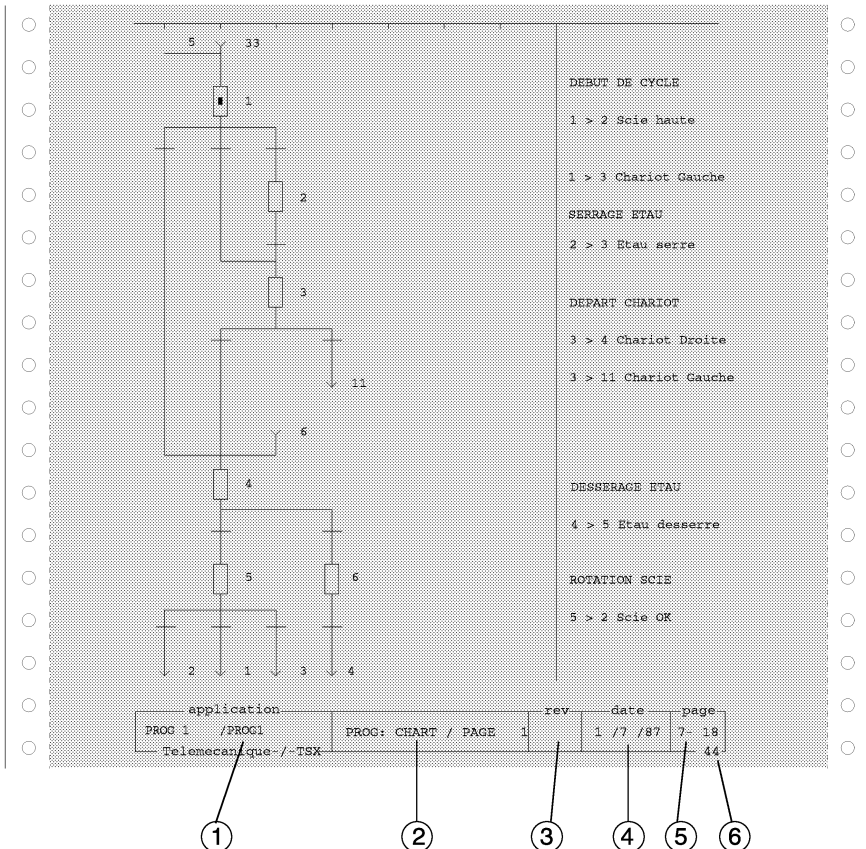 5 33
1
DEBUT DE CYCLE
1 > 2 Scie haute
1 > 3 Chariot Gauche
2
SERRAGE ETAU
2 > 3 Etau serre
3
DEPART CHARIOT
3 > 4 Chariot Droite
11
3 > 11 Chariot Gauche
6
4
DESSERAGE ETAU
4 > 5 Etau desserre
5 6
ROTATION SCIE
5 > 2 Scie OK
2 1 3 4
application rev date page
PROG 1 /PROG1 PROG: CHART / PAGE 1 1 /7 /87 7- 18
Telemecanique-/-TSX 44
1 2 3 4 5 6